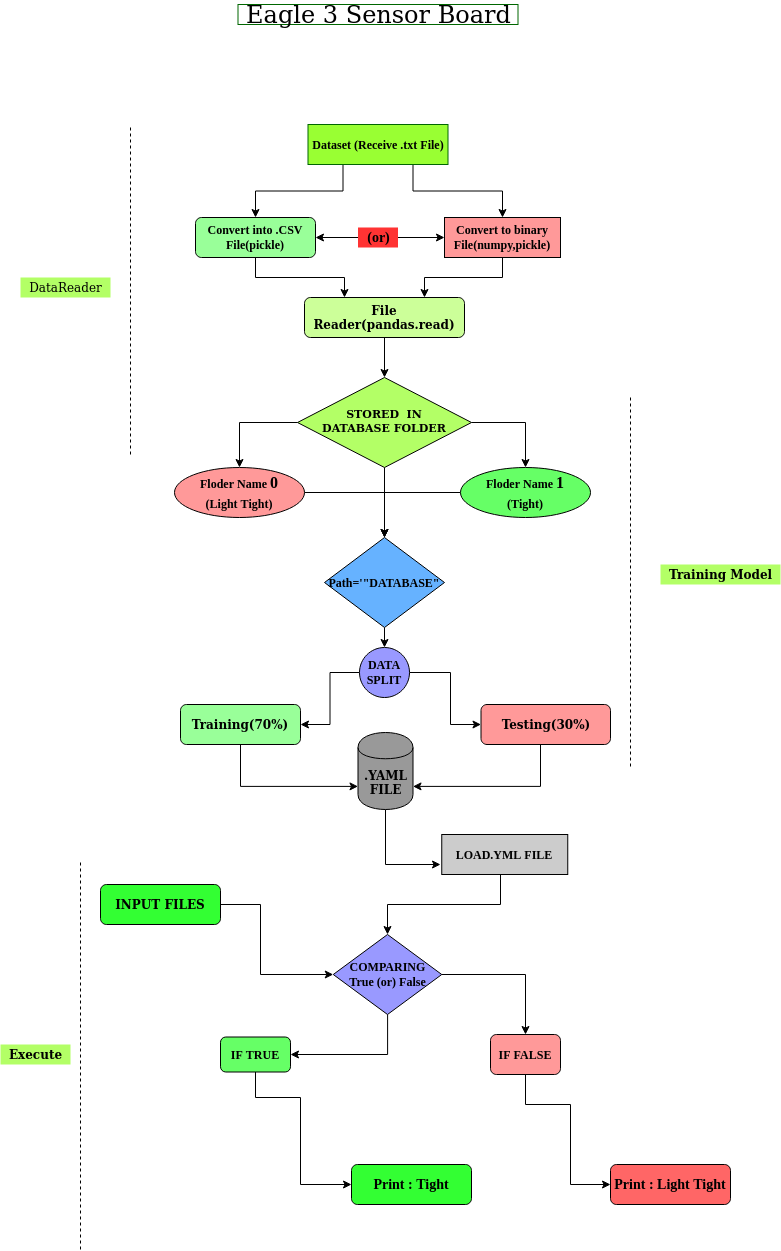 Eagle 3 Sensor Board
Dataset (Receive .txt File)
Convert into .CSV
File(pickle)
(or)
Convert to binary
File(numpy,pickle)
DataReader
File
Reader(pandas.read)
STORED IN
DATABASE FOLDER
Floder Name 0
(Light Tight)
Floder Name 1
(Tight)
Path='"DATABASE"
Training Model
DATA
SPLIT
Training(70%)
Testing(30%)
.YAML
FILE
LOAD.YML FILE
INPUT FILES
COMPARING
True (or) False
Execute
IF TRUE
IF FALSE
Print : Tight
Print : Light Tight